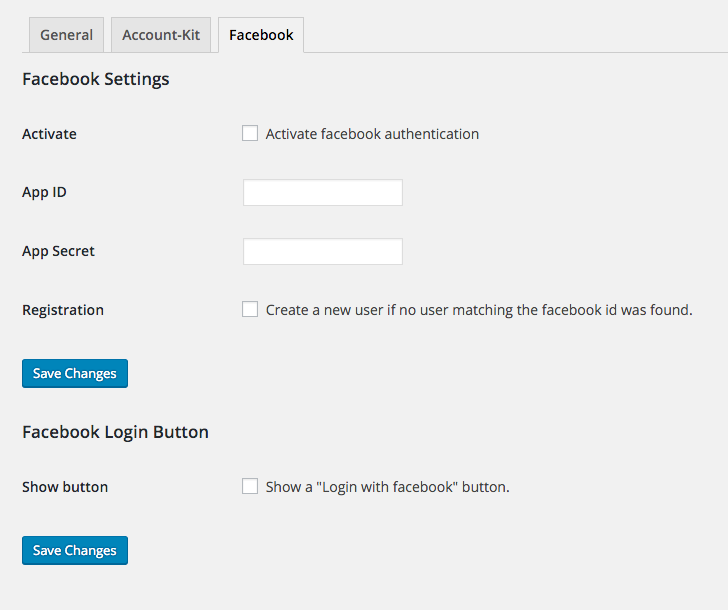 General Account-Kit Facebook
Facebook Settings
Activate Activate facebook authentication
App ID
App Secret
Registration Create a new user if no user matching the facebook id was found.
Save Changes
Facebook Login Button
Show button Show a "Login with facebook" button.
Save Changes